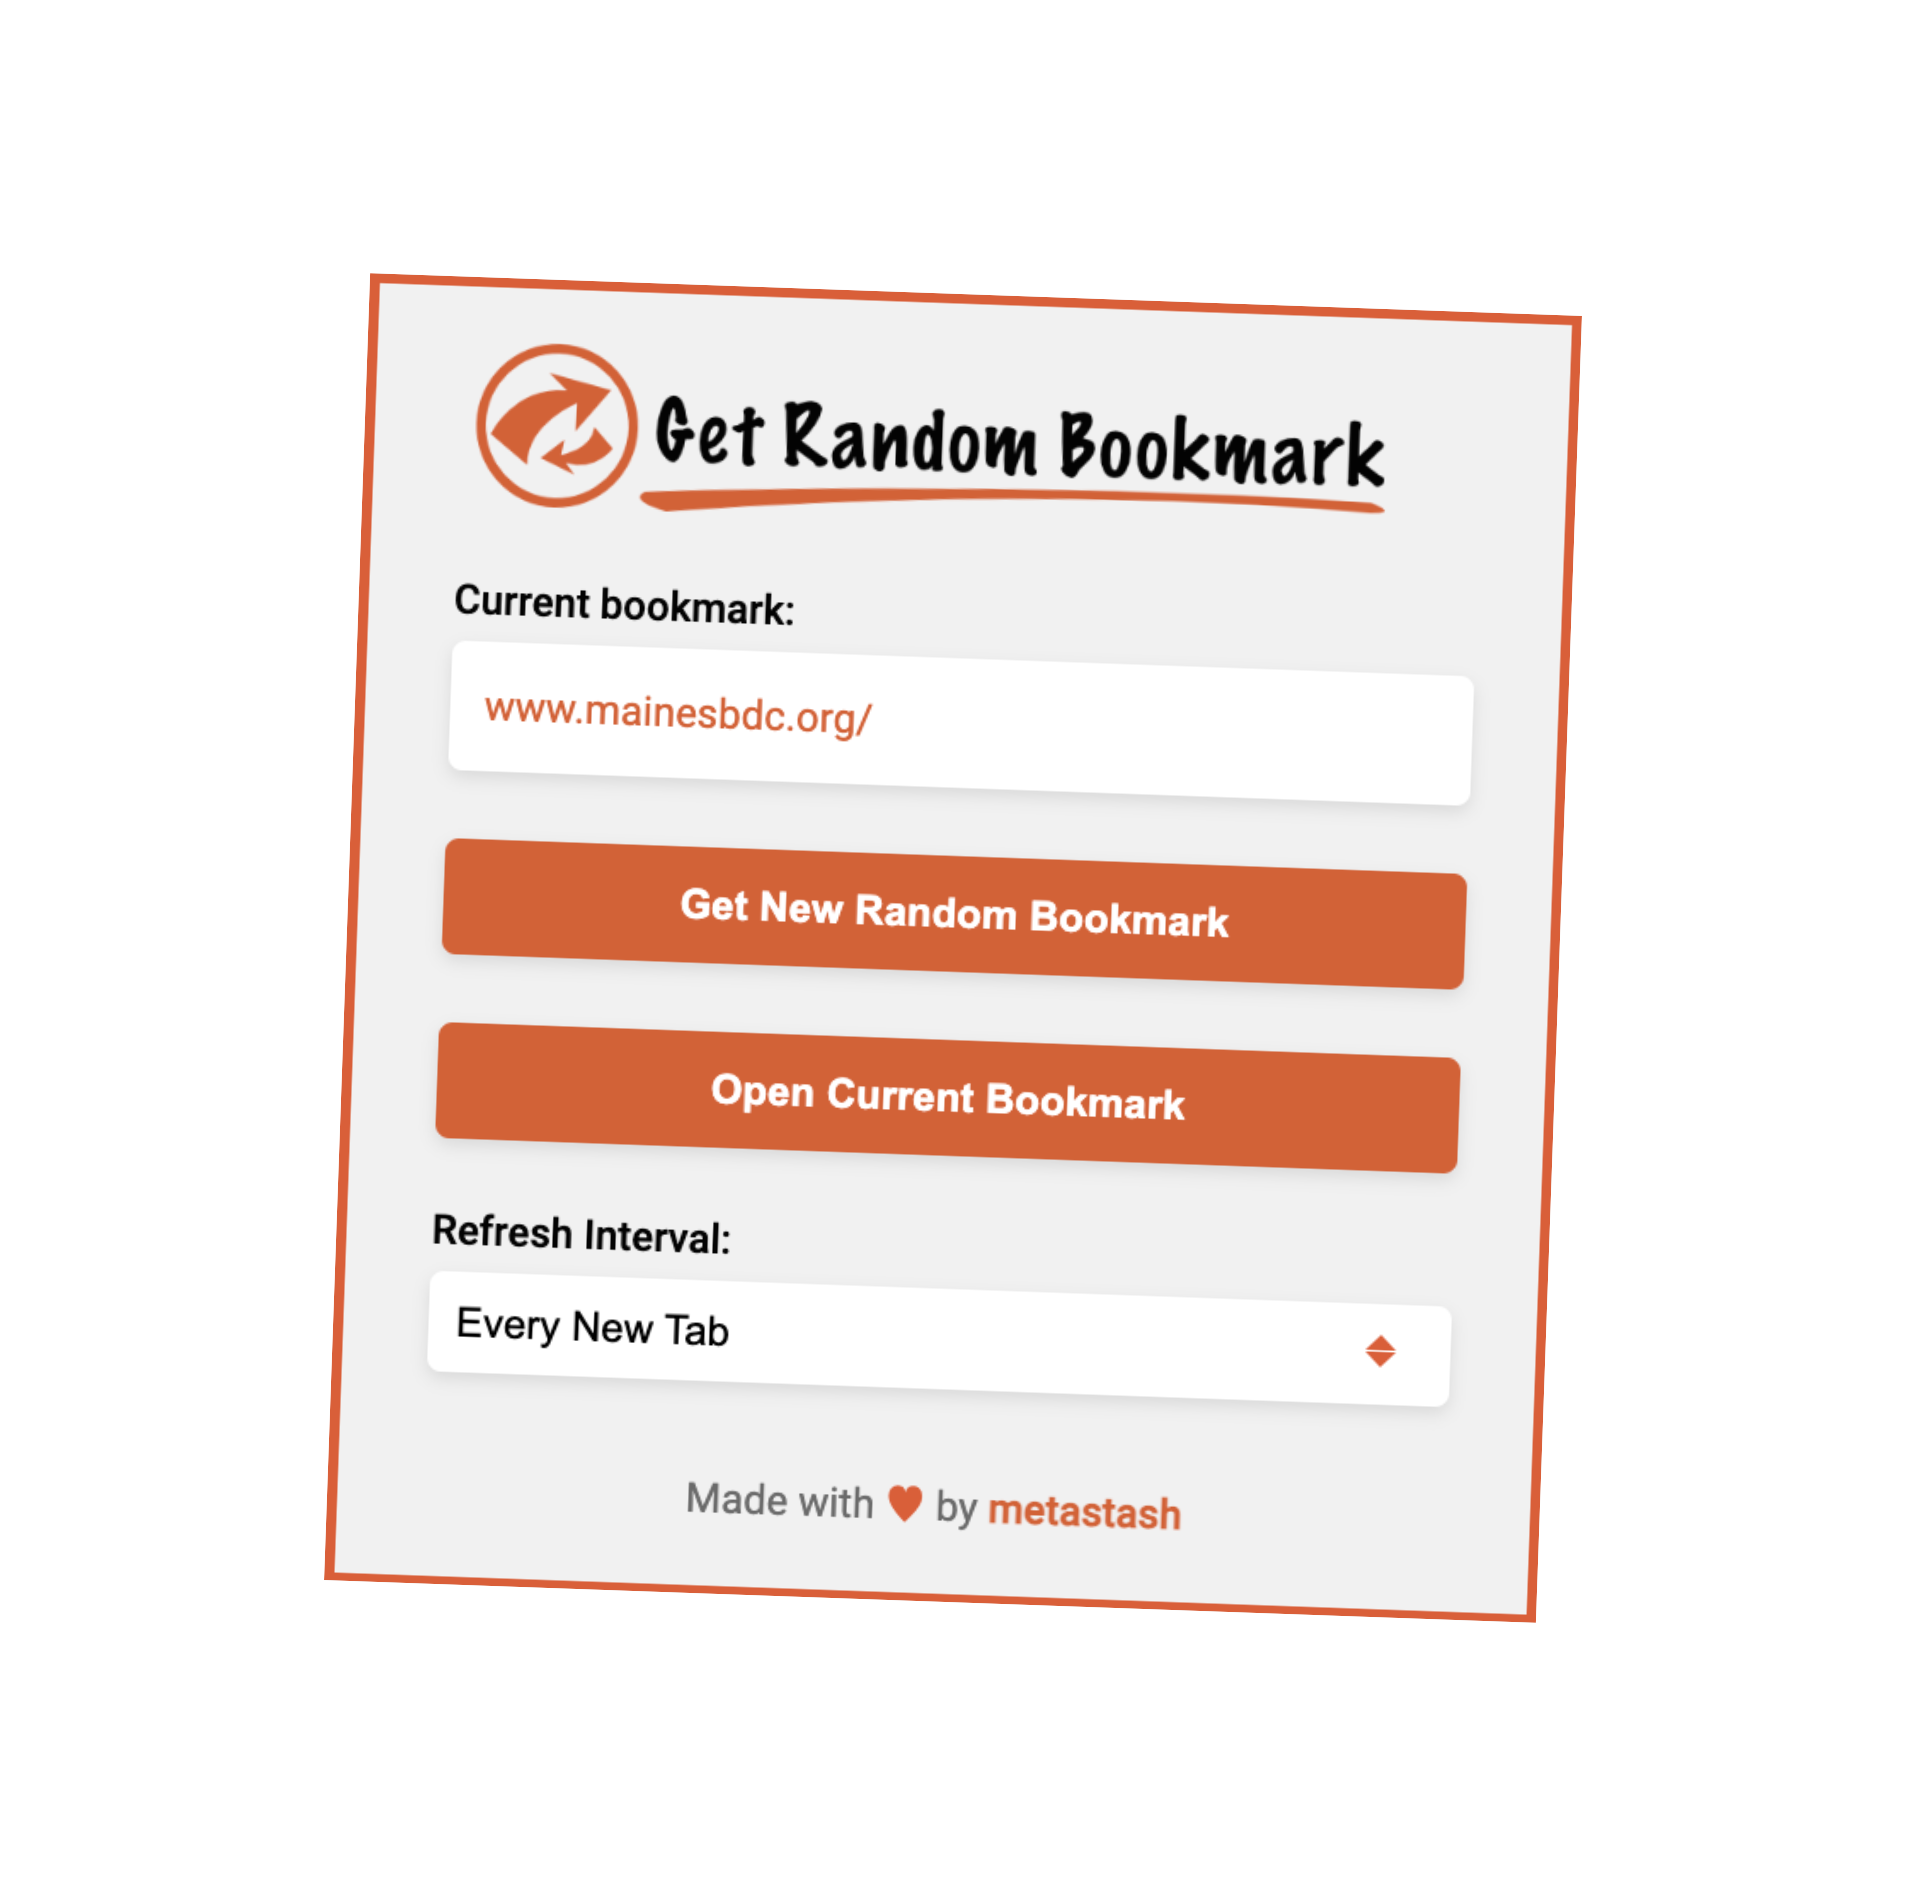 Get Random Bookmark
Current bookmark:
www.mainesbdc.org/
Get New Random Bookmark
Open Current Bookmark
Refresh Interval:
Every New Tab
Made with ♥ by metastash